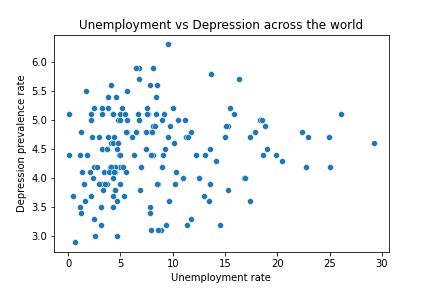 Unemployment vs Depression across the world
Depression prevalence rate
6.0
5.5
5.0
4.5
4.0
3.5
3.0
0 5 10 15 20 25 30
Unemployment rate